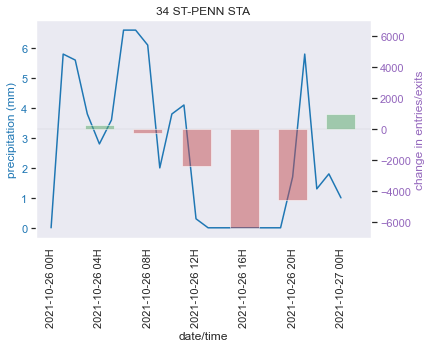 34 ST-PENN STA
precipitation (mm)
6
5
4
3
2
1
0
6000
4000
2000
0
−2000
−4000
−6000
change in entries/exits
2021-10-26 00H
2021-10-26 04H
2021-10-26 08H
2021-10-26 12H
2021-10-26 16H
2021-10-26 20H
2021-10-27 00H
date/time